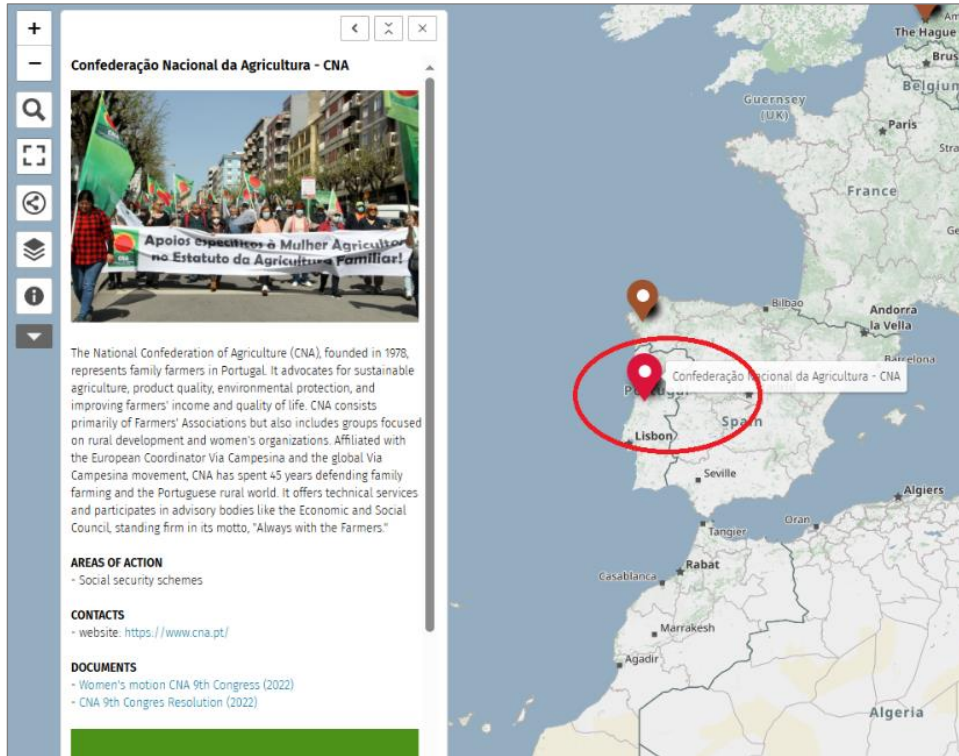 Confederação Nacional da Agricultura - CNA
Apoios específicos à Mulher Agricultora
no Estatuto da Agricultura Familiar!
The National Confederation of Agriculture (CNA), founded in 1978,
represents family farmers in Portugal. It advocates for sustainable
agriculture, product quality, environmental protection, and
improving farmers' income and quality of life. CNA consists
primarily of Farmers' Associations but also includes groups focused
on rural development and women's organizations. Affiliated with
the European Coordinator Via Campesina and the global Via
Campesina movement, CNA has spent 45 years defending family
farming and the Portuguese rural world. It offers technical services
and participates in advisory bodies like the Economic and Social
Council, standing firm in its motto, "Always with the Farmers."
AREAS OF ACTION
- Social security schemes
CONTACTS
- website: https://www.cna.pt/
DOCUMENTS
- Women's motion CNA 9th Congress (2022)
- CNA 9th Congres Resolution (2022)
Am
The Hague
Brus
Belgium
Guernsey
(UK)
Paris
Stra
France
Ge
Bilbao
Andorra
la Vella
Barcelona
Confederação Nacional da Agricultura - CNA
Portugal
Spain
Lisbon
Seville
Algiers
Tangier
Oran
Rabat
Casablanca
Marrakesh
Agadir
Algeria